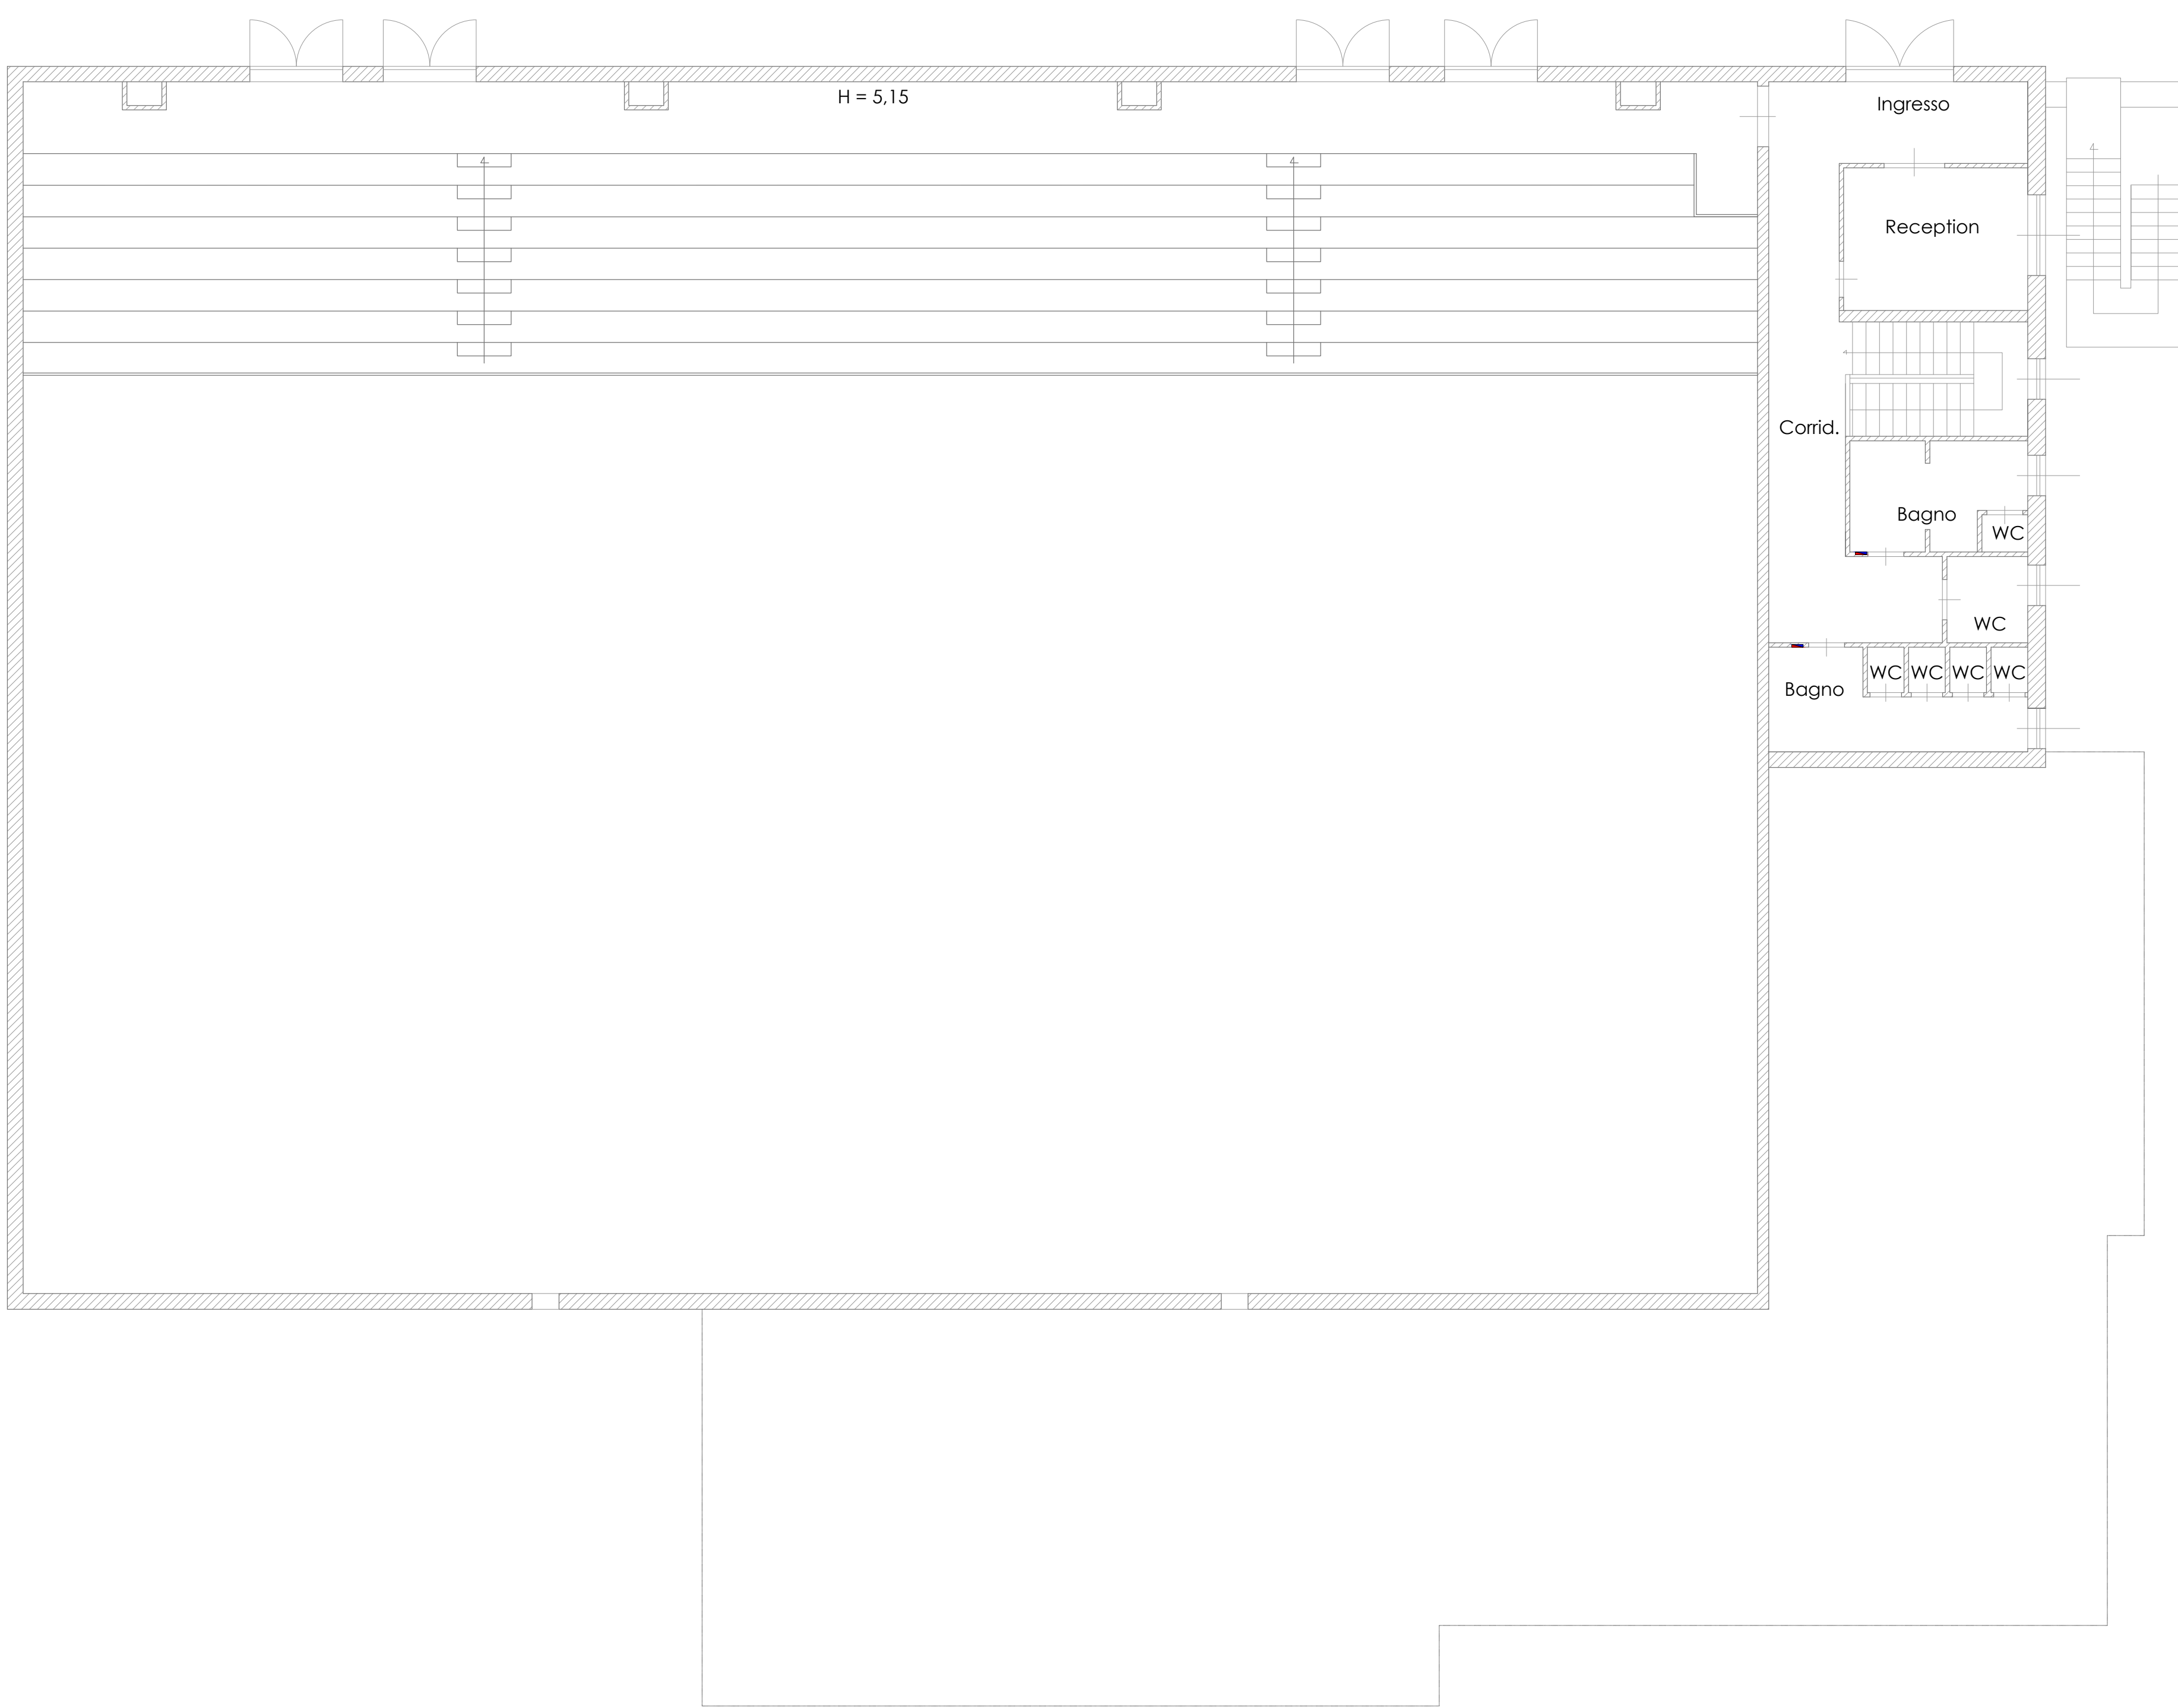 H = 5,15
Ingresso
Reception
Corrid.
Bagno
WC
WC
WC
WC
WC
WC
Bagno